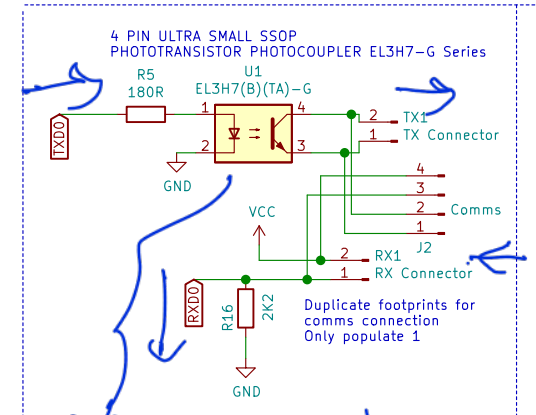 4 PIN ULTRA SMALL SSOP
PHOTOTRANSISTOR PHOTOCOUPLER EL3H7-G Series
R5
180R
U1
EL3H7(B)(TA)-G
1
2
4
3
TXD0
GND
2 TX1
1 TX Connector
4
3
2
1
Comms
J2
VCC
2 RX1
1 RX Connector
RXD0
R16
2K2
GND
Duplicate footprints for
comms connection
Only populate 1